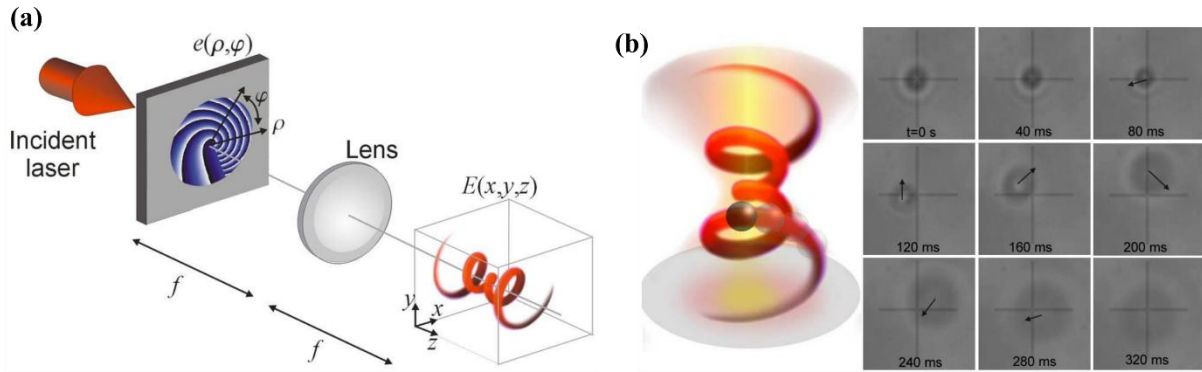 (a)
e(ρ,φ)
φ
ρ
Incident
laser
Lens
E(x,y,z)
f
f
y
x
z
(b)
t=0 s
40 ms
80 ms
120 ms
160 ms
200 ms
240 ms
280 ms
320 ms